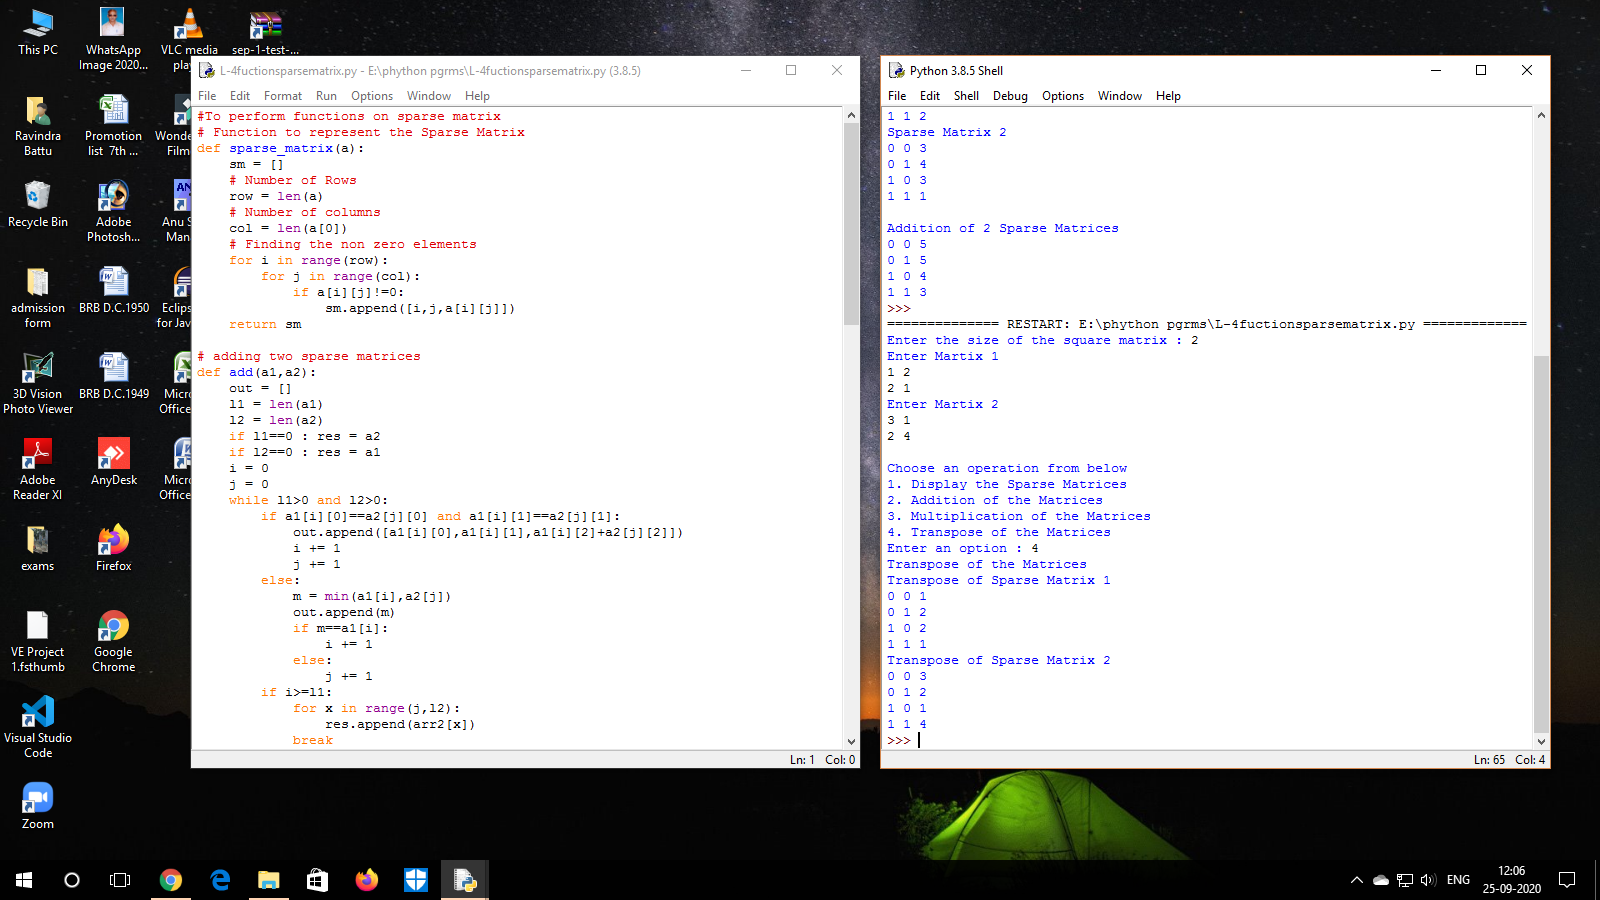 This PC
WhatsApp
Image 2020...
VLC media
play
sep-1-test-...
Ravindra
Battu
Promotion
list 7th ...
Wonde
Film
Recycle Bin
Adobe
Photosh...
Anu S
Man
admission
form
BRB D.C.1950
Eclips
for Jav
3D Vision
Photo Viewer
BRB D.C.1949
Micro
Office
Adobe
Reader XI
AnyDesk
Micro
Office
exams
Firefox
VE Project
1.fsthumb
Google
Chrome
Visual Studio
Code
Zoom
L-4fuctionsparsematrix.py - E:\phython pgrms\L-4fuctionsparsematrix.py (3.8.5)
File Edit Format Run Options Window Help
#To perform functions on sparse matrix
# Function to represent the Sparse Matrix
def sparse_matrix(a):
    sm = []
    # Number of Rows
    row = len(a)
    # Number of columns
    col = len(a[0])
    # Finding the non zero elements
    for i in range(row):
        for j in range(col):
            if a[i][j]!=0:
                sm.append([i,j,a[i][j]])
    return sm
# adding two sparse matrices
def add(a1,a2):
    out = []
    l1 = len(a1)
    l2 = len(a2)
    if l1==0 : res = a2
    if l2==0 : res = a1
    i = 0
    j = 0
    while l1>0 and l2>0:
        if a1[i][0]==a2[j][0] and a1[i][1]==a2[j][1]:
            out.append([a1[i][0],a1[i][1],a1[i][2]+a2[j][2]])
            i += 1
            j += 1
        else:
            m = min(a1[i],a2[j])
            out.append(m)
            if m==a1[i]:
                i += 1
            else:
                j += 1
        if i>=l1:
            for x in range(j,l2):
                res.append(arr2[x])
            break
Ln: 1 Col: 0
Python 3.8.5 Shell
File Edit Shell Debug Options Window Help
1 1 2
Sparse Matrix 2
0 0 3
0 1 4
1 0 3
1 1 1
Addition of 2 Sparse Matrices
0 0 5
0 1 5
1 0 4
1 1 3
>>>
============== RESTART: E:\phython pgrms\L-4fuctionsparsematrix.py =============
Enter the size of the square matrix : 2
Enter Martix 1
1 2
2 1
Enter Martix 2
3 1
2 4
Choose an operation from below
1. Display the Sparse Matrices
2. Addition of the Matrices
3. Multiplication of the Matrices
4. Transpose of the Matrices
Enter an option : 4
Transpose of the Matrices
Transpose of Sparse Matrix 1
0 0 1
0 1 2
1 0 2
1 1 1
Transpose of Sparse Matrix 2
0 0 3
0 1 2
1 0 1
1 1 4
>>>
Ln: 65 Col: 4
ENG
12:06
25-09-2020